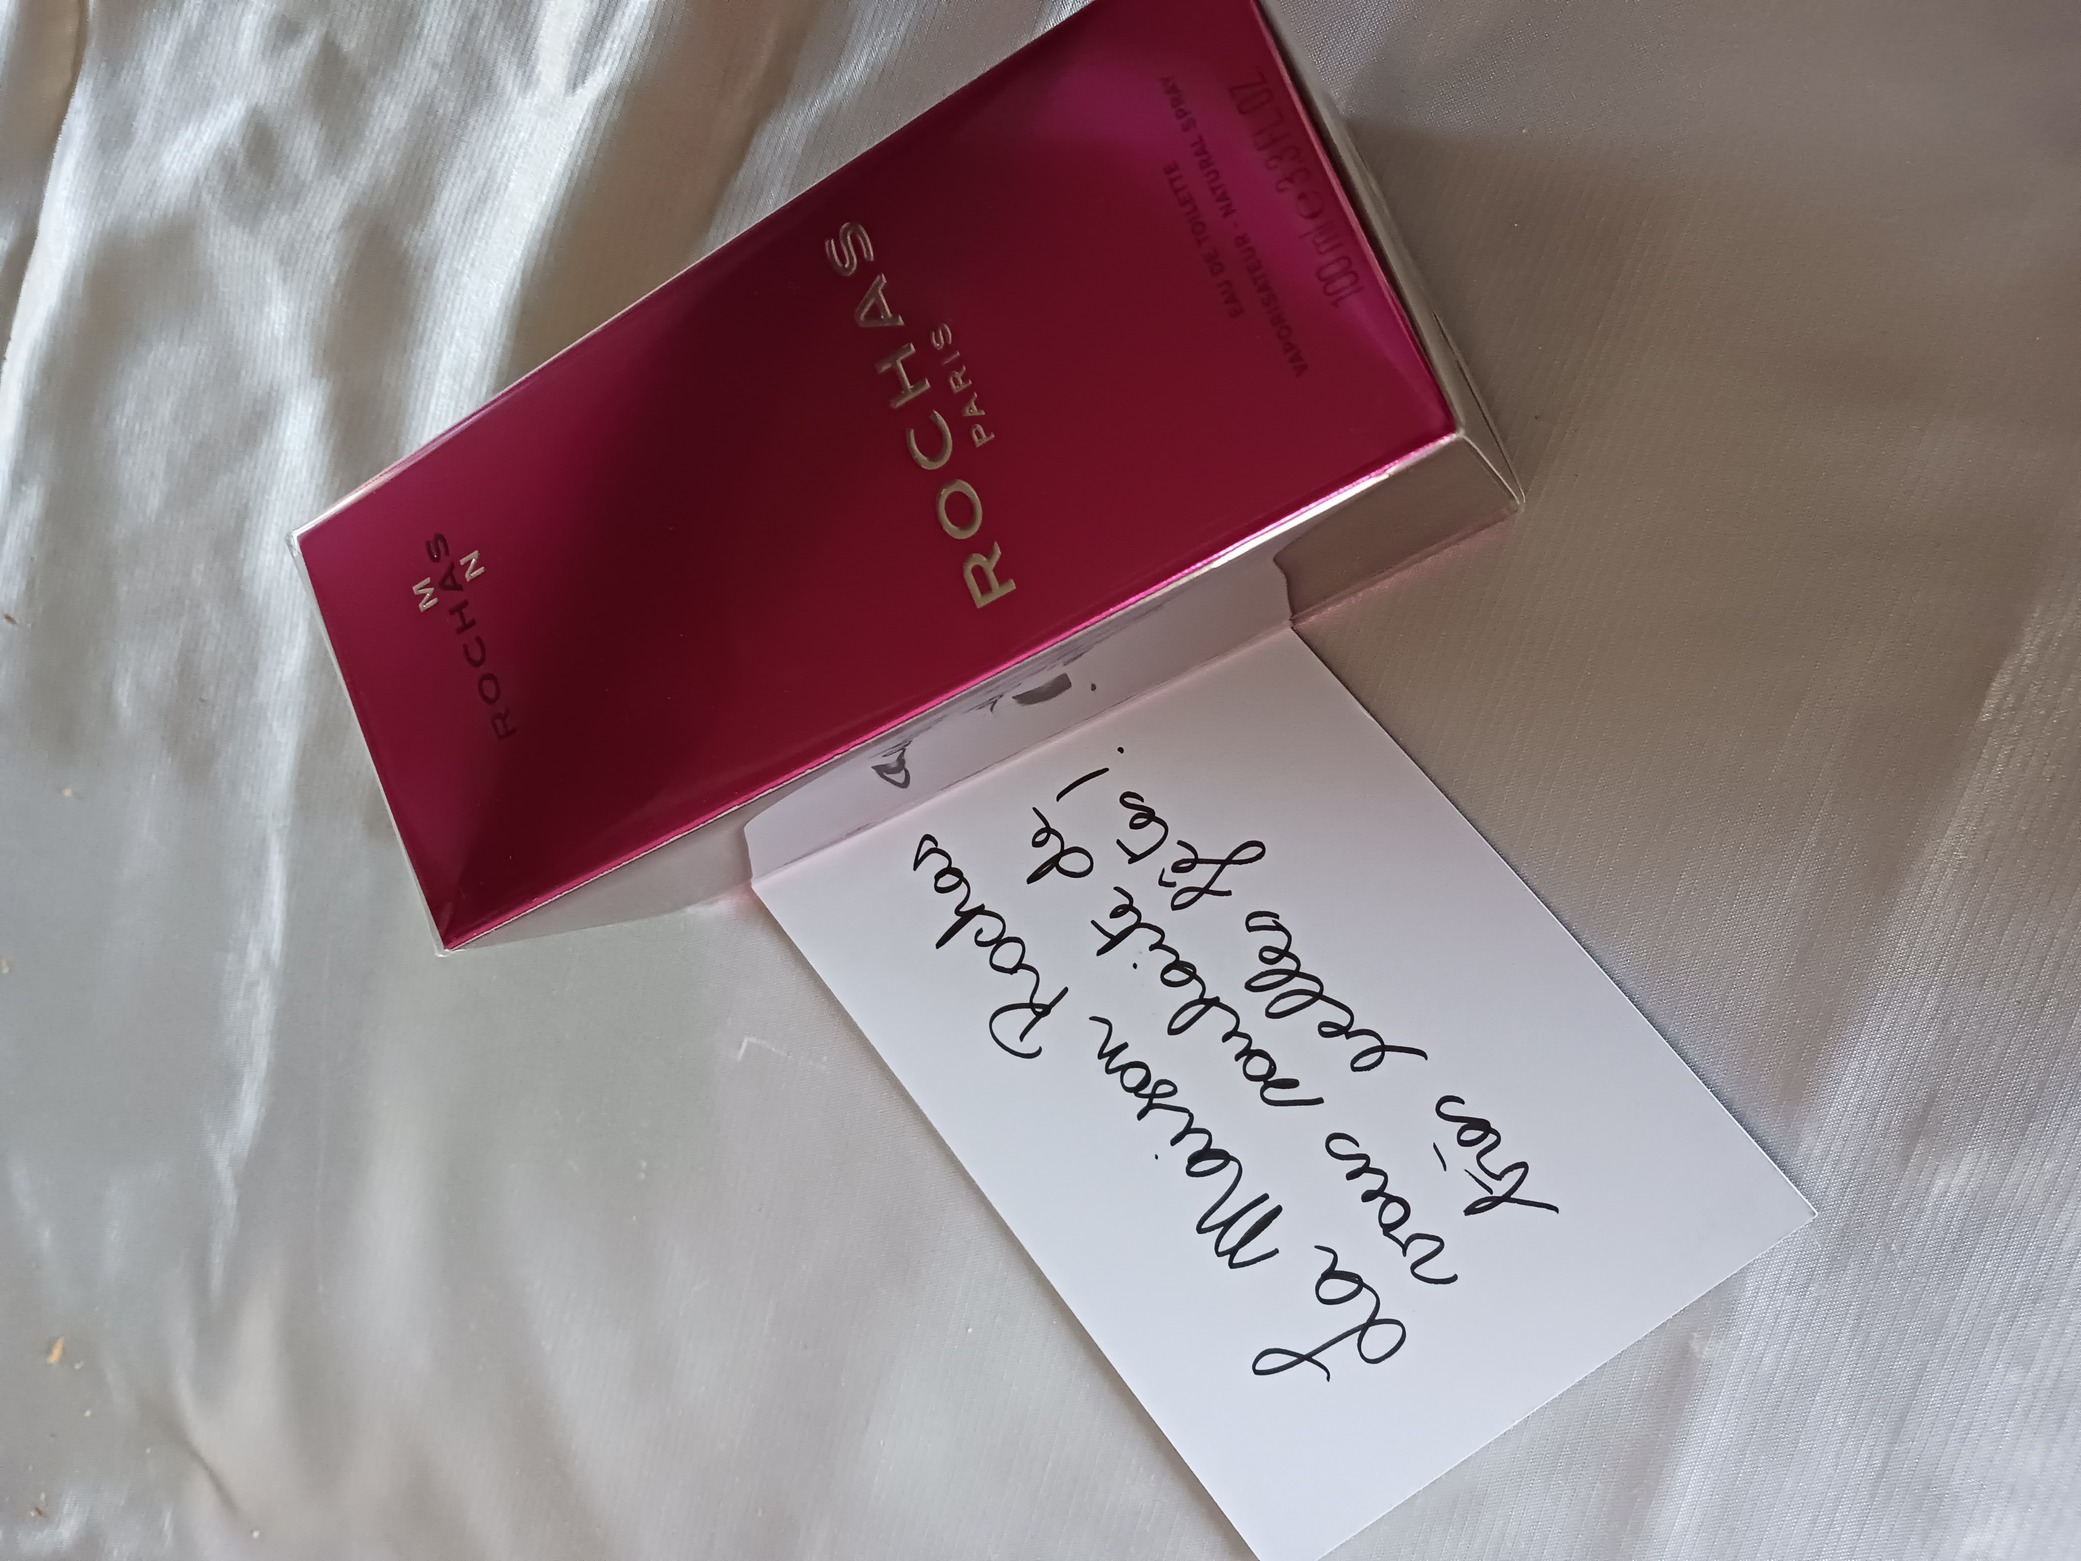 M
ROCHAS
N
ROCHAS
PARIS
EAU DE TOILETTE
VAPORISATEUR - NATURAL SPRAY
100 ml e 3.3 FL. OZ.
La Maison Rochas
vous souhaite de
très belles fêtes !